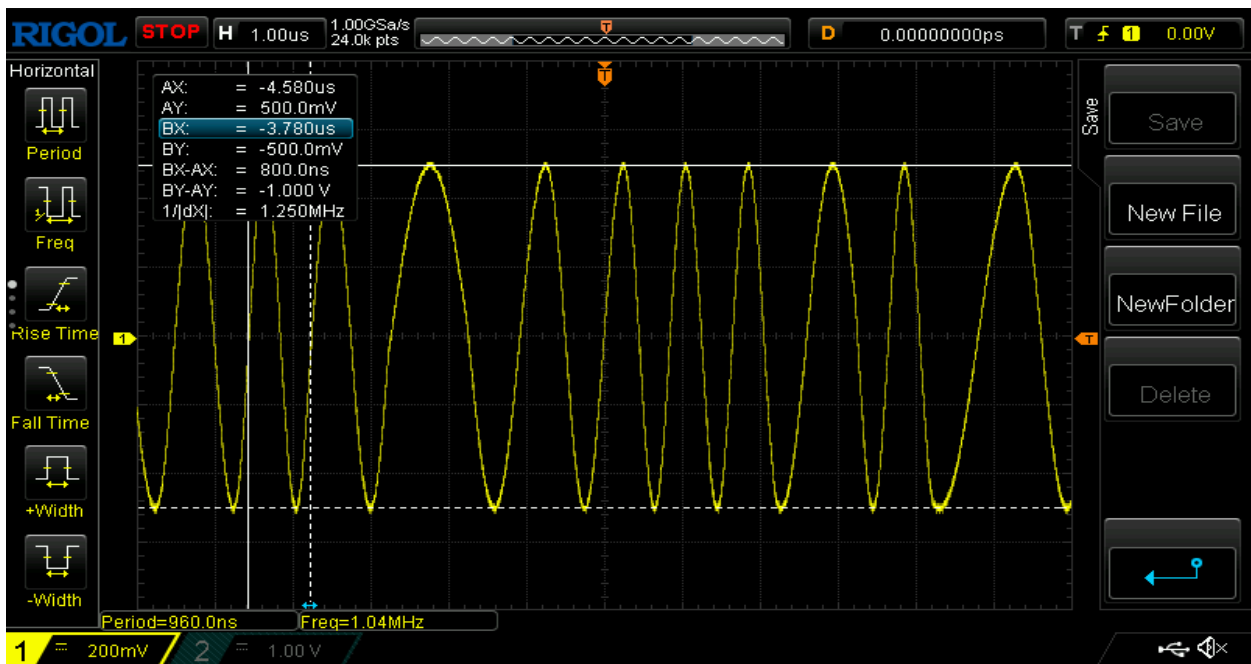 RIGOL STOP H 1.00us 1.00GSa/s 24.0k pts T D 0.00000000ps T 1 0.00V
Horizontal
Period
Freq
Rise Time
Fall Time
+Width
-Width
AX: = -4.580us
AY: = 500.0mV
BX: = -3.780us
BY: = -500.0mV
BX-AX: = 800.0ns
BY-AY: = -1.000 V
1/|dX|: = 1.250MHz
T
1
T
Save
Save
New File
NewFolder
Delete
Period=960.0ns Freq=1.04MHz
1 = 200mV 2 = 1.00 V